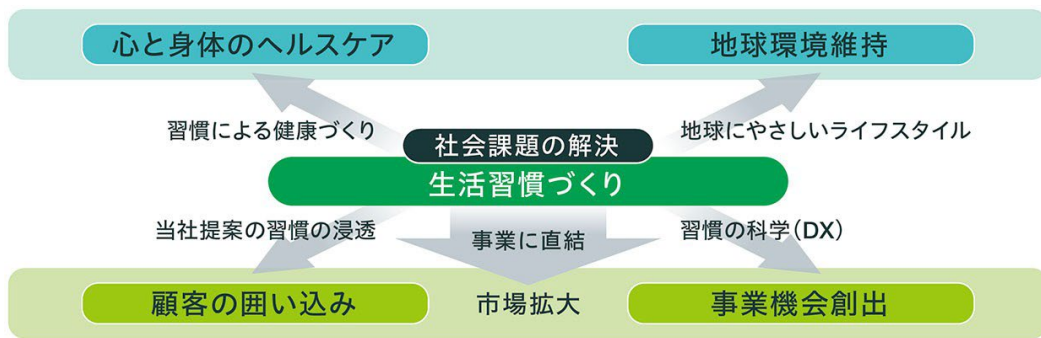 心と身体のヘルスケア
地球環境維持
習慣による健康づくり
地球にやさしいライフスタイル
社会課題の解決
生活習慣づくり
当社提案の習慣の浸透
事業に直結
習慣の科学(DX)
顧客の囲い込み
市場拡大
事業機会創出